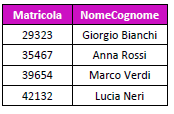 Matricola NomeCognome
29323 Giorgio Bianchi
35467 Anna Rossi
39654 Marco Verdi
42132 Lucia Neri